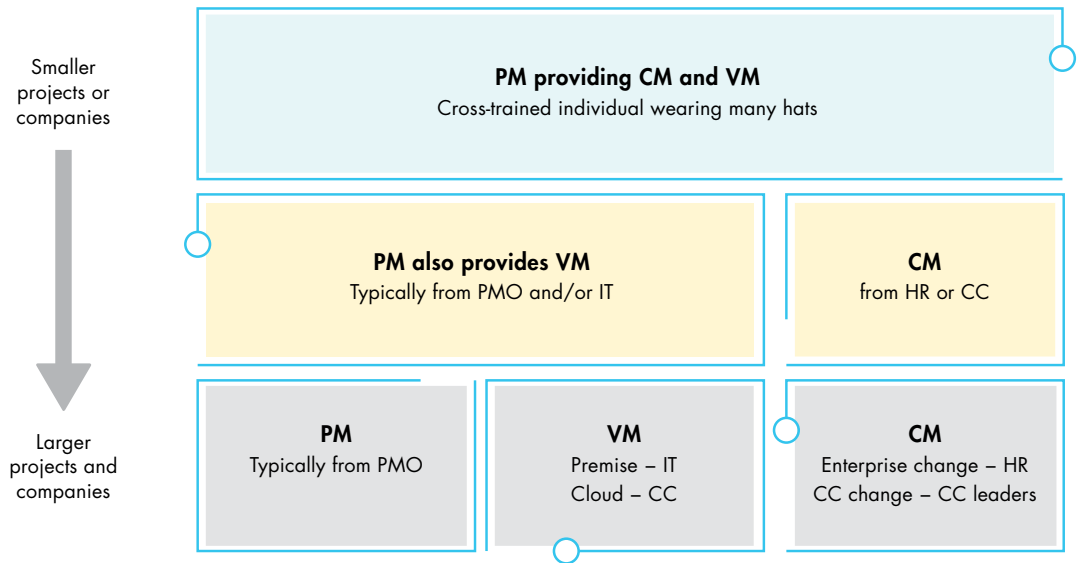 Smaller
projects or
companies
PM providing CM and VM
Cross-trained individual wearing many hats
PM also provides VM
Typically from PMO and/or IT
CM
from HR or CC
Larger
projects and
companies
PM
Typically from PMO
VM
Premise – IT
Cloud – CC
CM
Enterprise change – HR
CC change – CC leaders